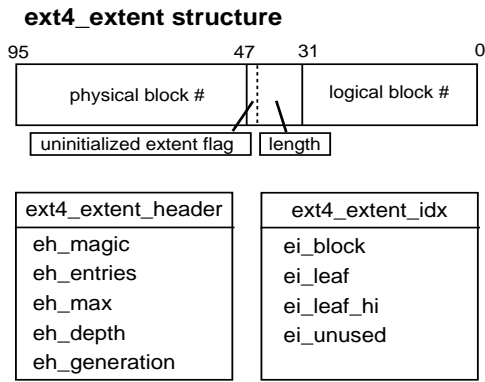 ext4_extent structure
95 47 31 0
physical block # logical block #
uninitialized extent flag length
ext4_extent_header
eh_magic
eh_entries
eh_max
eh_depth
eh_generation
ext4_extent_idx
ei_block
ei_leaf
ei_leaf_hi
ei_unused